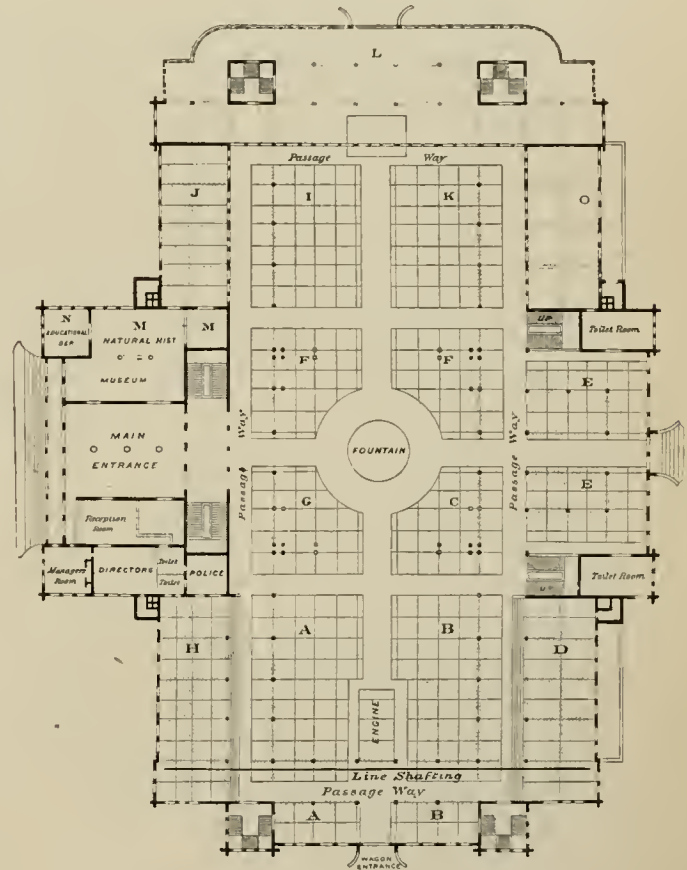 L
Passage Way
J
I
K
O
N
EDUCATIONAL
DEP.
M
M
NATURAL HIST
MUSEUM
UP
Toilet Room
F
F
E
MAIN
ENTRANCE
Passage Way
FOUNTAIN
Passage Way
E
G
C
Reception
Room
Managers
Room
DIRECTORS
Toilet
Toilet
POLICE
UP
Toilet Room
H
A
B
D
ENGINE
Line Shafting
Passage Way
A
B
WAGON
ENTRANCE